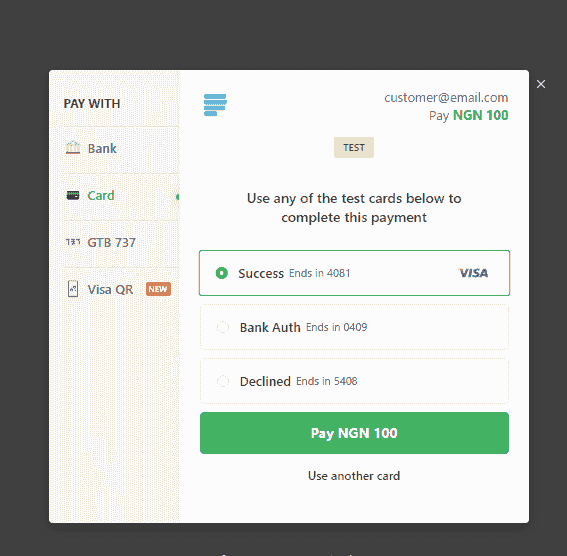 PAY WITH
Bank
Card
737 GTB 737
Visa QR NEW
customer@email.com
Pay NGN 100
TEST
Use any of the test cards below to
complete this payment
Success Ends in 4081 VISA
Bank Auth Ends in 0409
Declined Ends in 5408
Pay NGN 100
Use another card